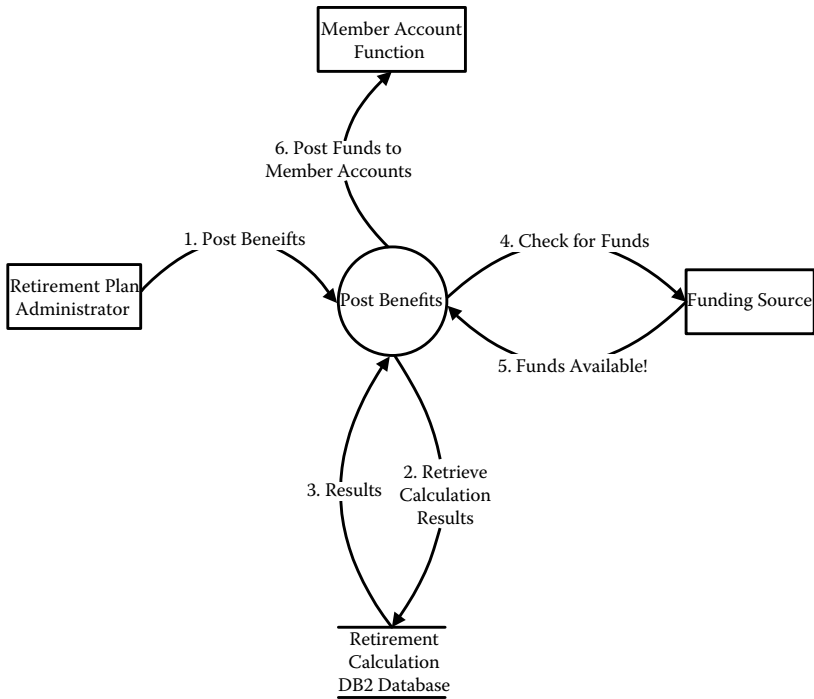 Member Account
Function
6. Post Funds to
Member Accounts
1. Post Beneifts
4. Check for Funds
Retirement Plan
Administrator
Post Benefits
Funding Source
5. Funds Available!
2. Retrieve
Calculation
Results
3. Results
Retirement
Calculation
DB2 Database